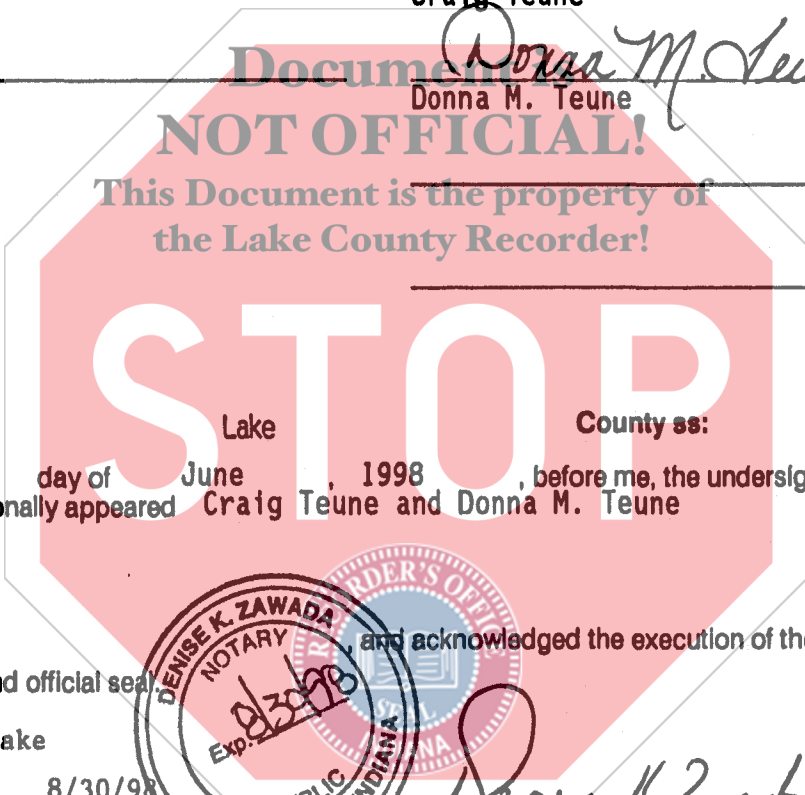 Craig Teune
Donna M. Teu
Document is
Donna M. Teune
NOT OFFICIAL!
This Document is the property of
the Lake County Recorder!
STOP
Lake County ss:
day of June , 1998 , before me, the undersig
onally appeared Craig Teune and Donna M. Teune
RECORDER'S OFFICE
SEAL
INDIANA
DENISE K. ZAWADA
NOTARY
Exp. 8/30/98
INDIANA
, and acknowledged the execution of the
nd official seal.
ake
8/30/98